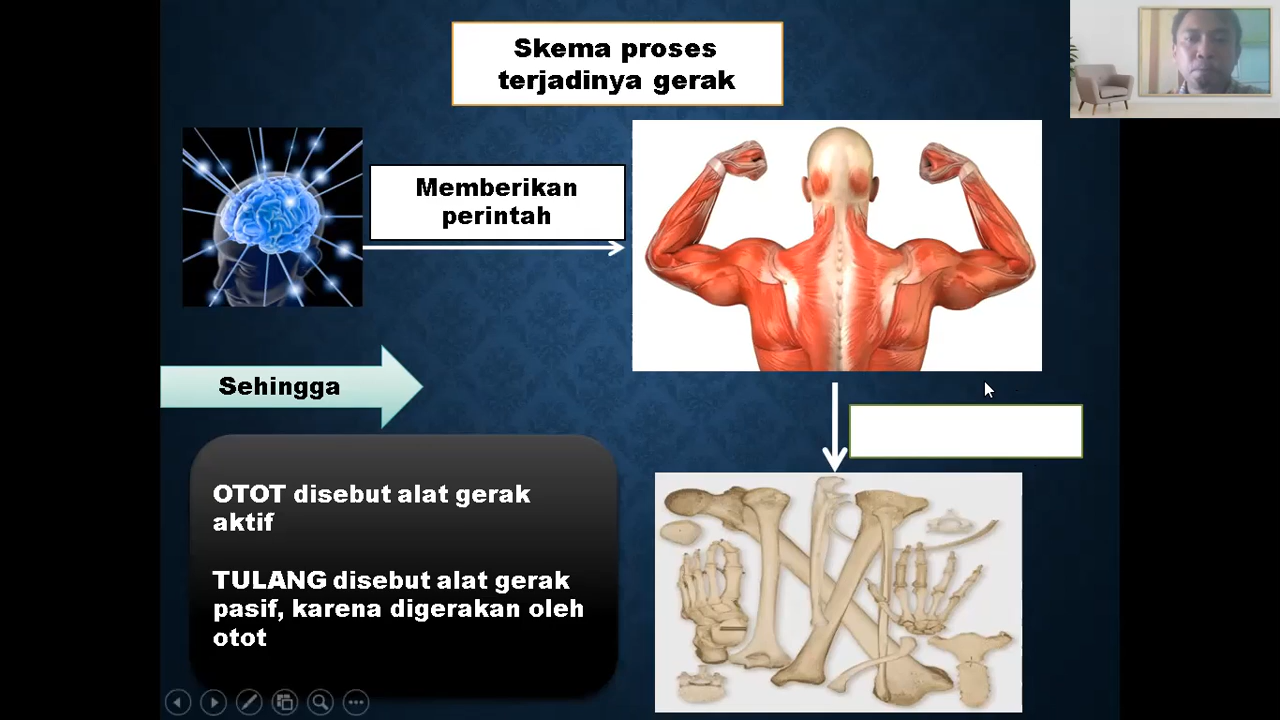 Skema proses
terjadinya gerak
Memberikan
perintah
Sehingga
OTOT disebut alat gerak
aktif
TULANG disebut alat gerak
pasif, karena digerakan oleh
otot